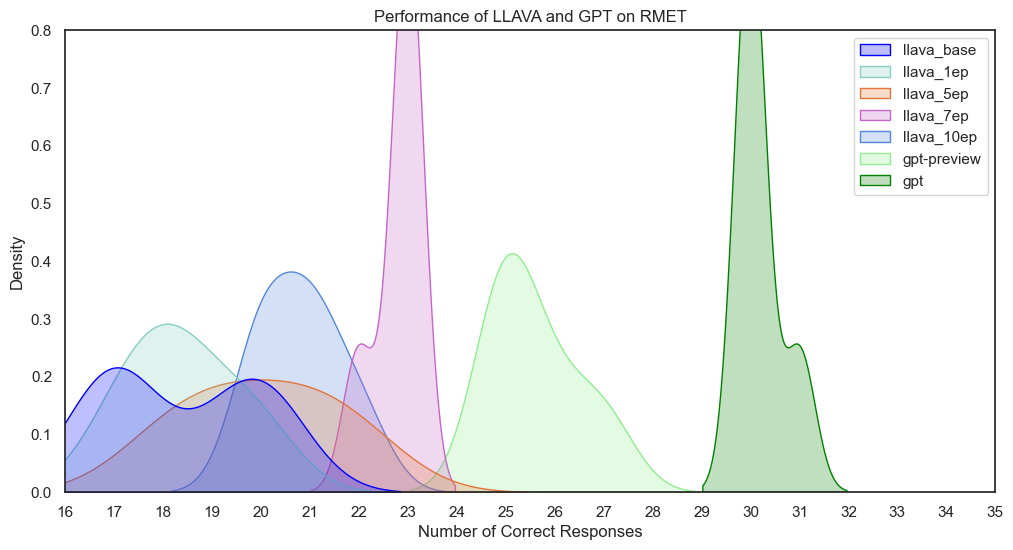 Performance of LLAVA and GPT on RMET
0.8
0.7
0.6
0.5
0.4
0.3
0.2
0.1
0.0
Density
llava_base
llava_1ep
llava_5ep
llava_7ep
llava_10ep
gpt-preview
gpt
16 17 18 19 20 21 22 23 24 25 26 27 28 29 30 31 32 33 34 35
Number of Correct Responses